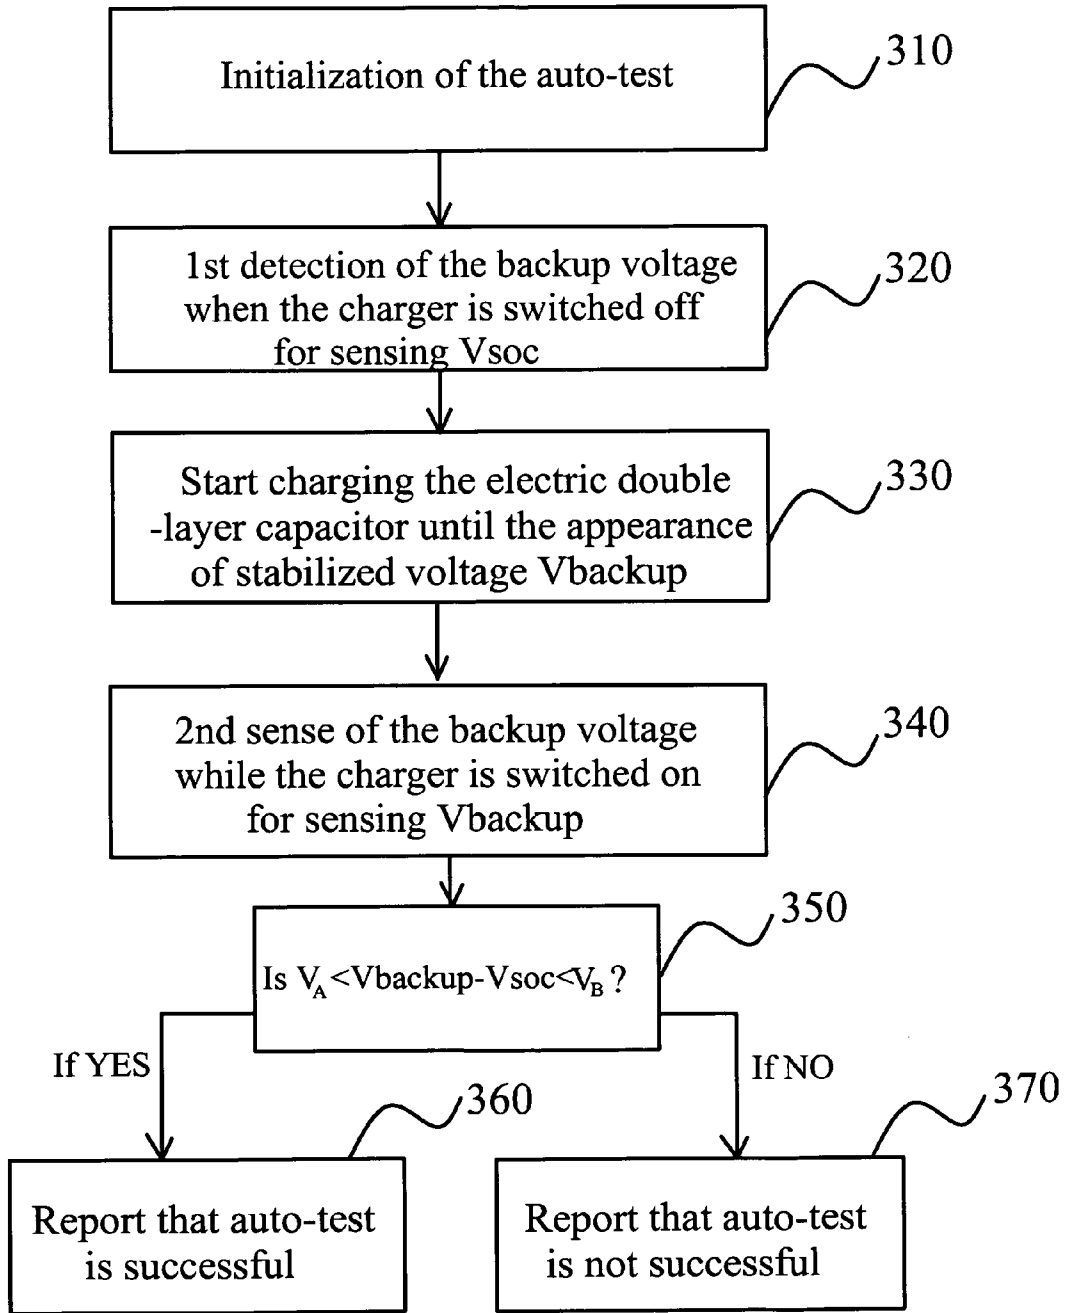 Initialization of the auto-test
310
1st detection of the backup voltage
when the charger is switched off
for sensing Vsoc
320
Start charging the electric double
-layer capacitor until the appearance
of stabilized voltage Vbackup
330
2nd sense of the backup voltage
while the charger is switched on
for sensing Vbackup
340
Is VA<Vbackup-Vsoc<VB?
350
If YES
If NO
360
370
Report that auto-test
is successful
Report that auto-test
is not successful